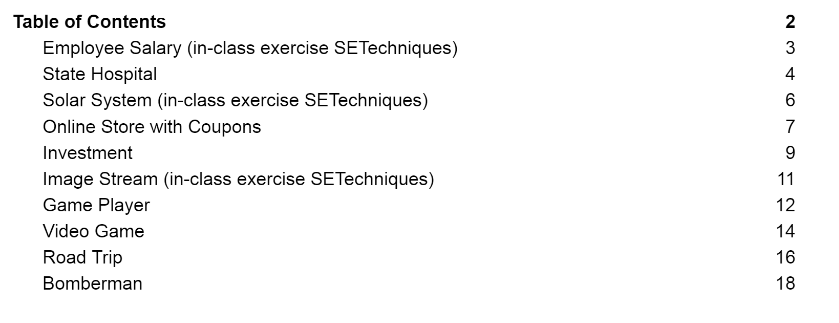 Table of Contents 2
Employee Salary (in-class exercise SETechniques) 3
State Hospital 4
Solar System (in-class exercise SETechniques) 6
Online Store with Coupons 7
Investment 9
Image Stream (in-class exercise SETechniques) 11
Game Player 12
Video Game 14
Road Trip 16
Bomberman 18